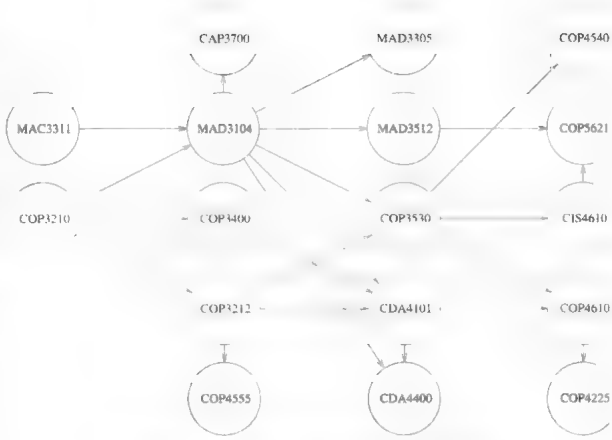 CAP3700 MAD3305 COP4540
MAC3311 MAD3104 MAD3512 COP5621
COP3210 COP3400 COP3530 CIS4610
COP3212 CDA4101 COP4610
COP4555 CDA4400 COP4225